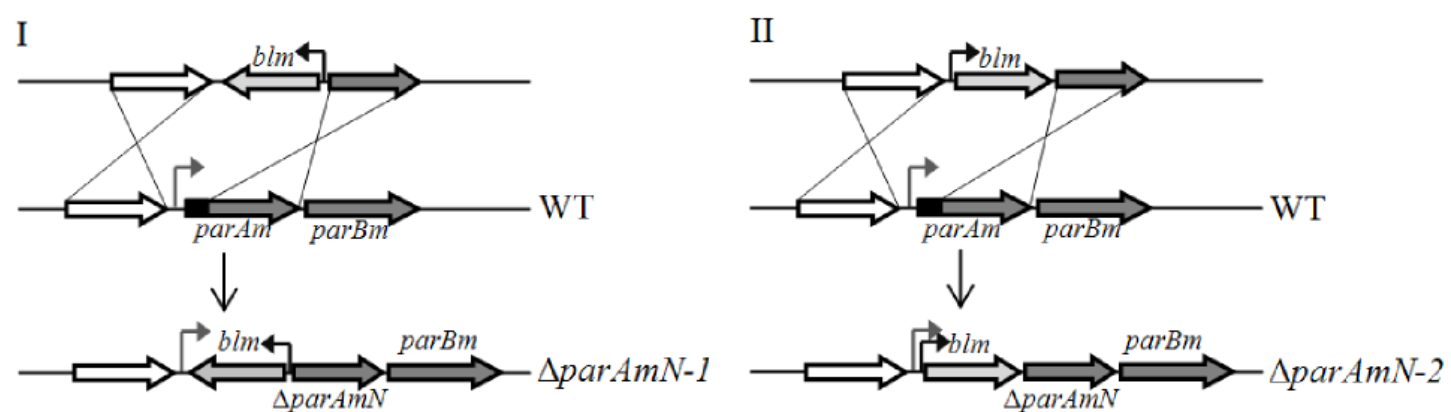 I
blm
WT
parAm
parBm
blm
parBm
ΔparAmN-1
ΔparAmN
II
blm
WT
parAm
parBm
blm
parBm
ΔparAmN-2
ΔparAmN